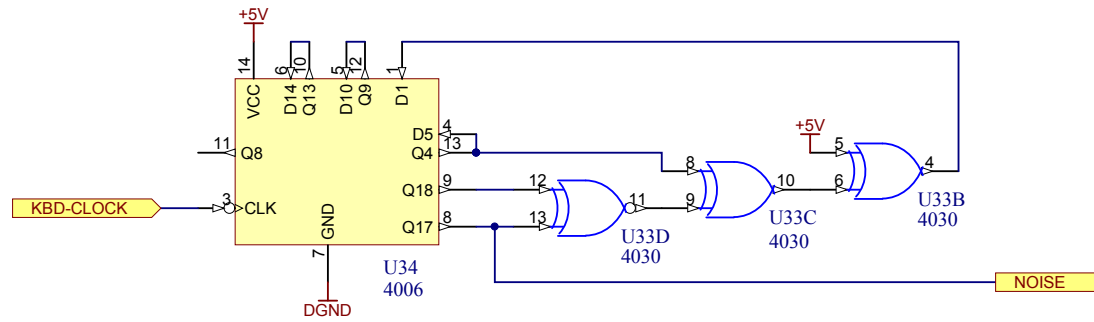 +5V
14
VCC
6
D14
10
Q13
5
D10
12
Q9
1
D1
D5
4
Q4
13
11
Q8
Q18
9
Q17
8
KBD-CLOCK
3
CLK
GND
7
DGND
U34
4006
12
13
11
U33D
4030
8
9
10
U33C
4030
+5V
5
6
4
U33B
4030
NOISE